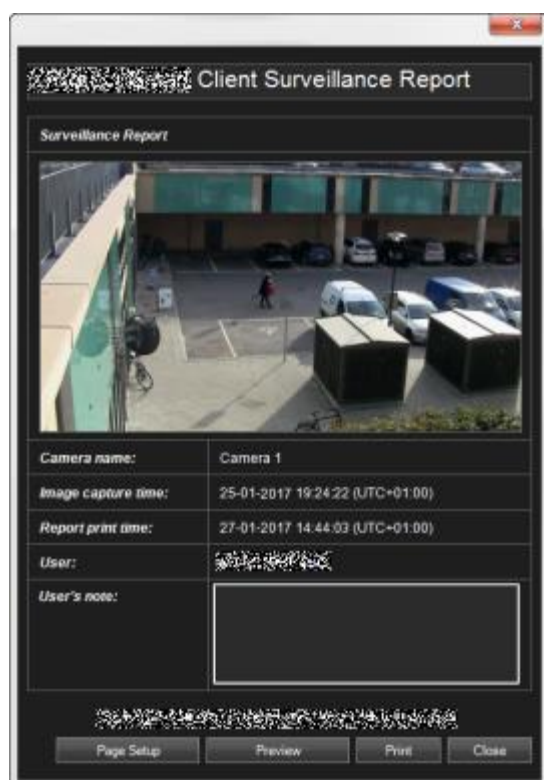 Client Surveillance Report
Surveillance Report
Camera name: Camera 1
Image capture time: 25-01-2017 19:24:22 (UTC+01:00)
Report print time: 27-01-2017 14:44:03 (UTC+01:00)
User:
User's note:
Page Setup Preview Print Close